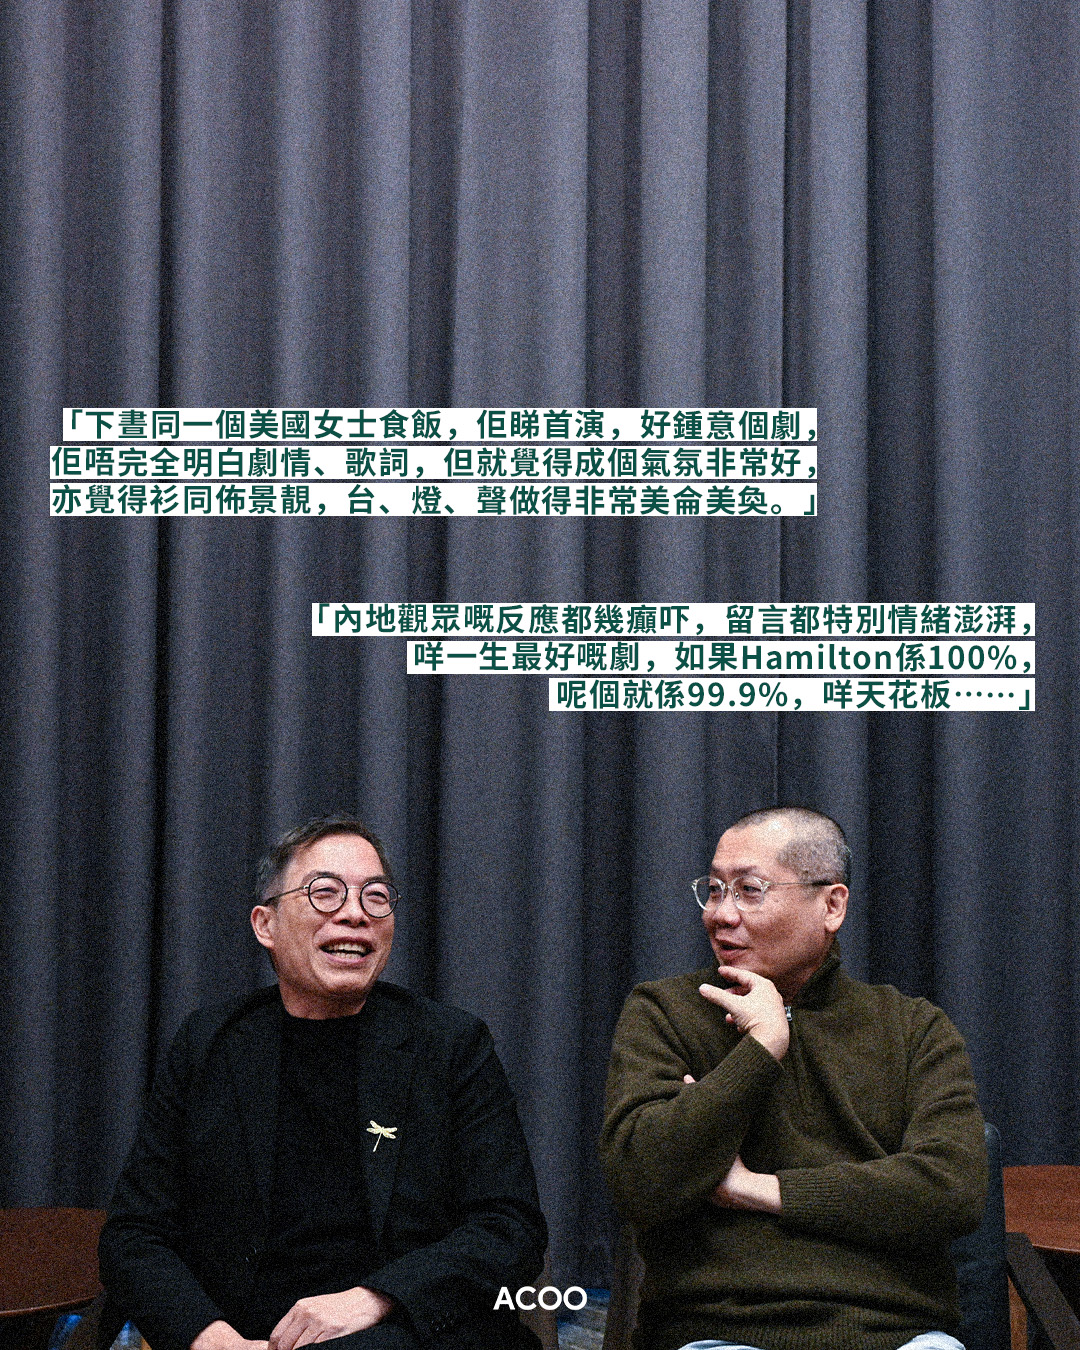 「下晝同一個美國女士食飯，佢睇首演，好鍾意個劇，
佢唔完全明白劇情、歌詞，但就覺得成個氣氛非常好，
亦覺得衫同佈景靚，台、燈、聲做得非常美侖美奐。」
「內地觀眾嘅反應都幾癲吓，留言都特別情緒澎湃，
咩一生最好嘅劇，如果Hamilton係100%，
呢個就係99.9%，咩天花板⋯⋯」
ACOO